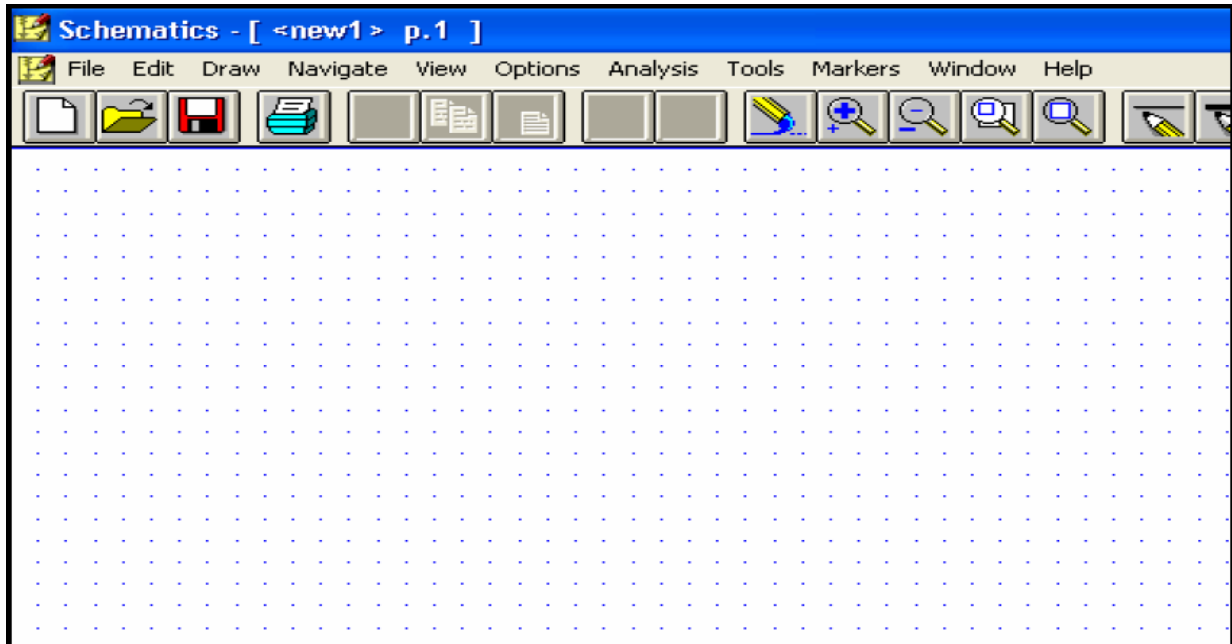 Schematics - [ <new1> p.1 ]
File Edit Draw Navigate View Options Analysis Tools Markers Window Help